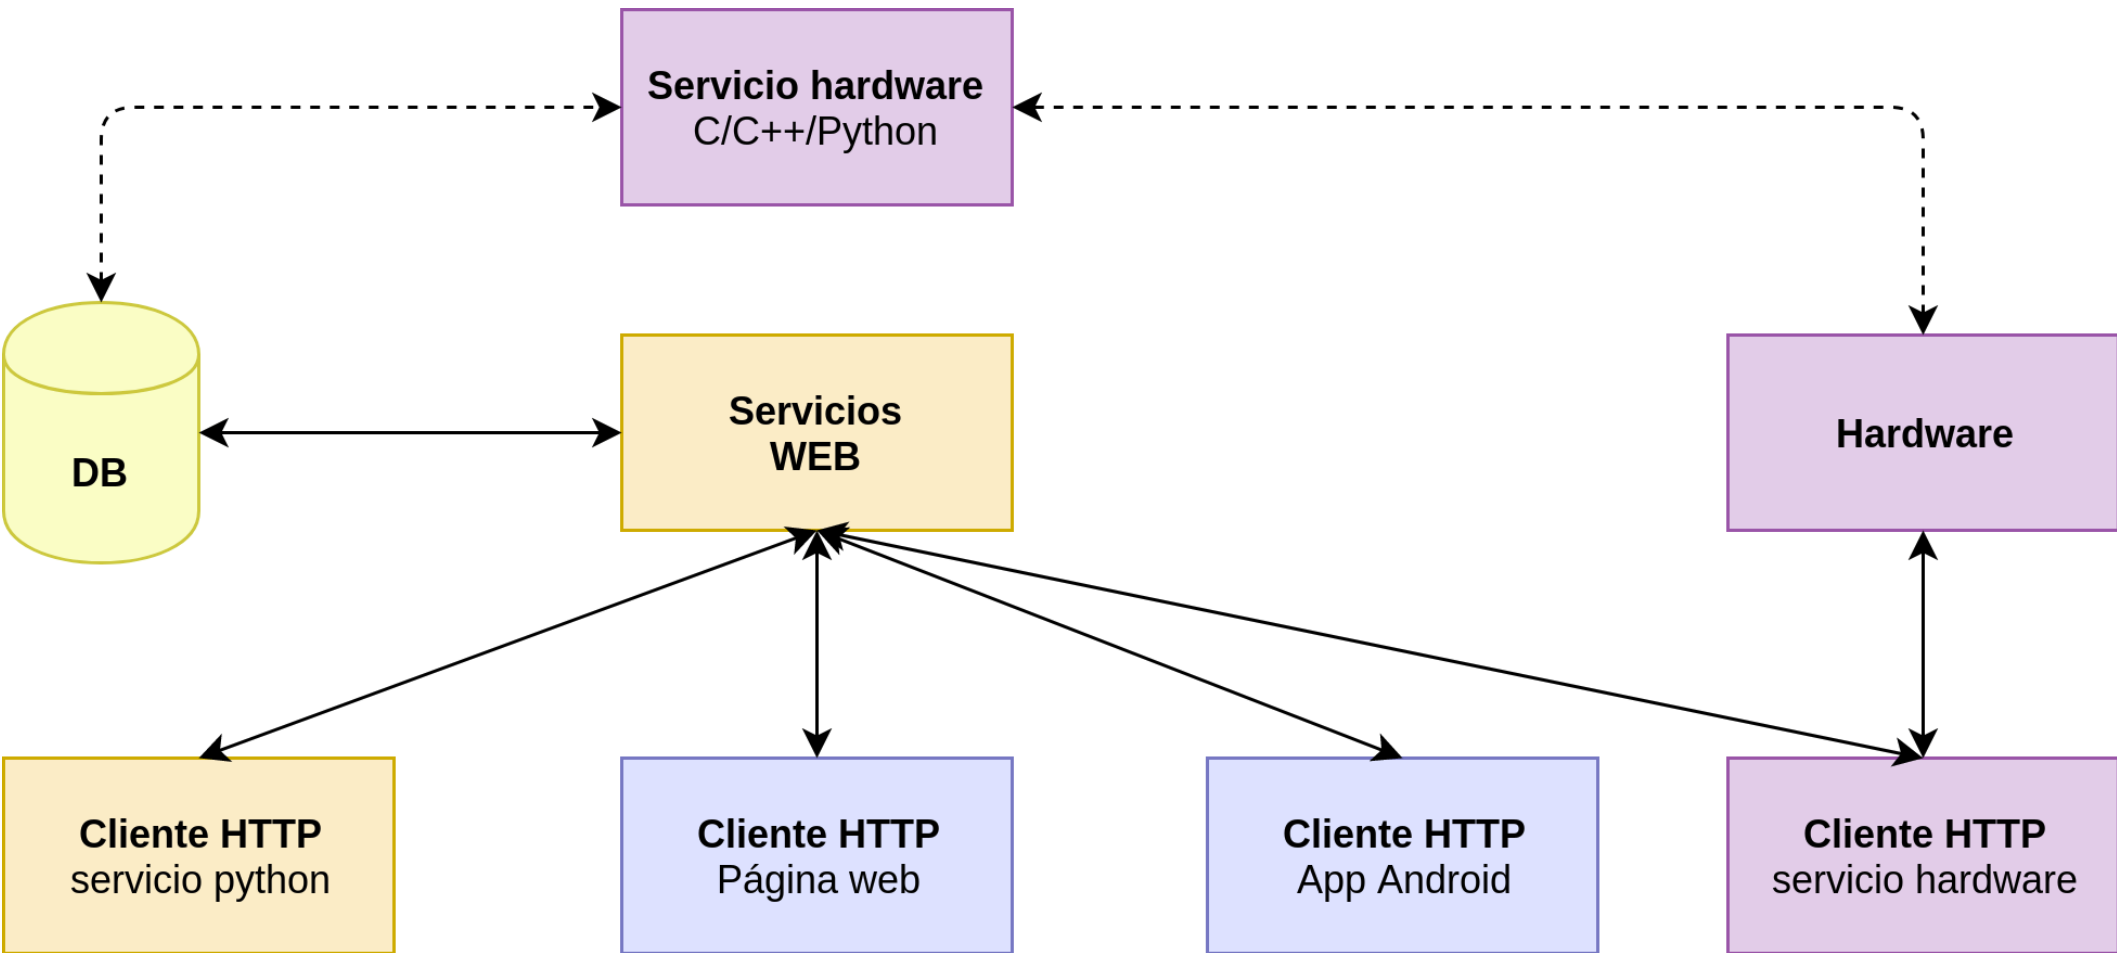 Servicio hardware
C/C++/Python
DB
Servicios
WEB
Hardware
Cliente HTTP
servicio python
Cliente HTTP
Página web
Cliente HTTP
App Android
Cliente HTTP
servicio hardware